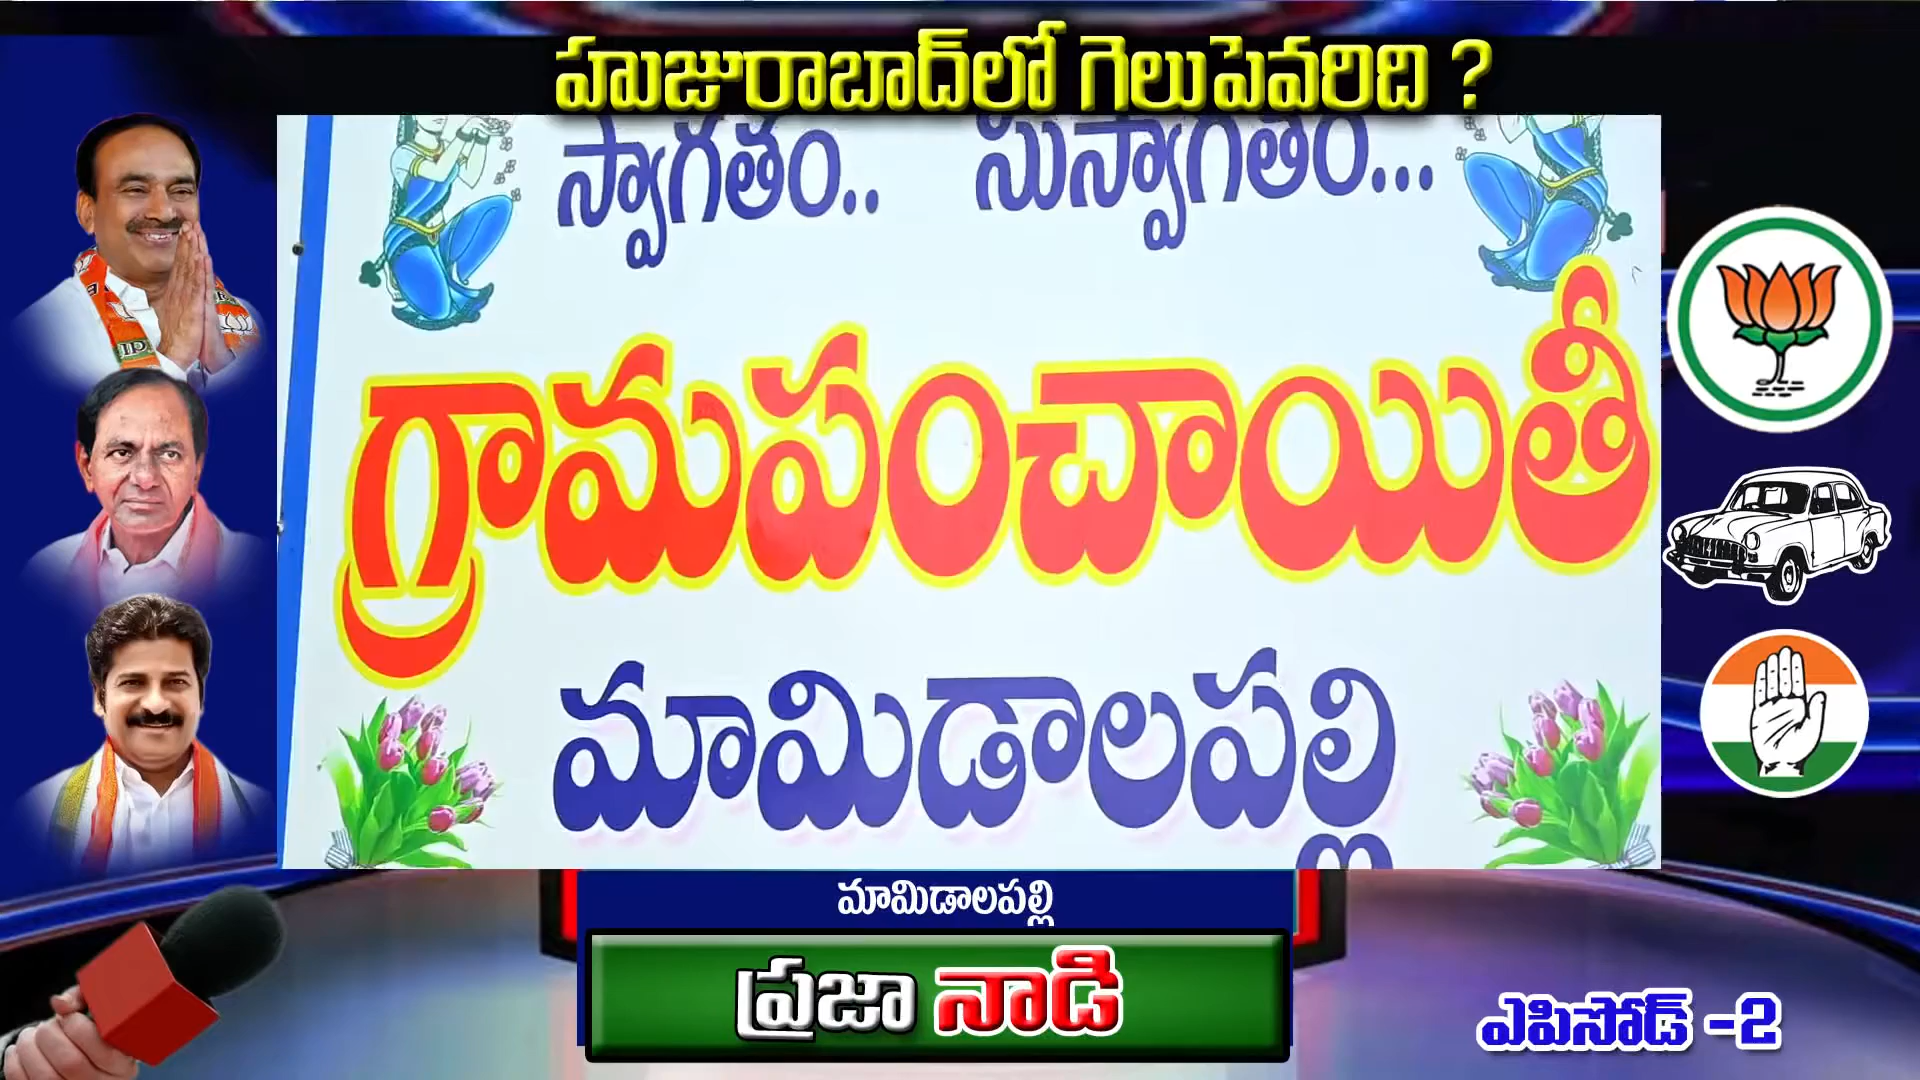 హుజురాబాద్‌లో గెలుపెవరిది ?
స్వాగతం.. సుస్వాగతం...
గ్రామపంచాయితీ
మామిడాలపల్లి
మామిడాలపల్లి
ప్రజా నాడి
ఎపిసోడ్ -2